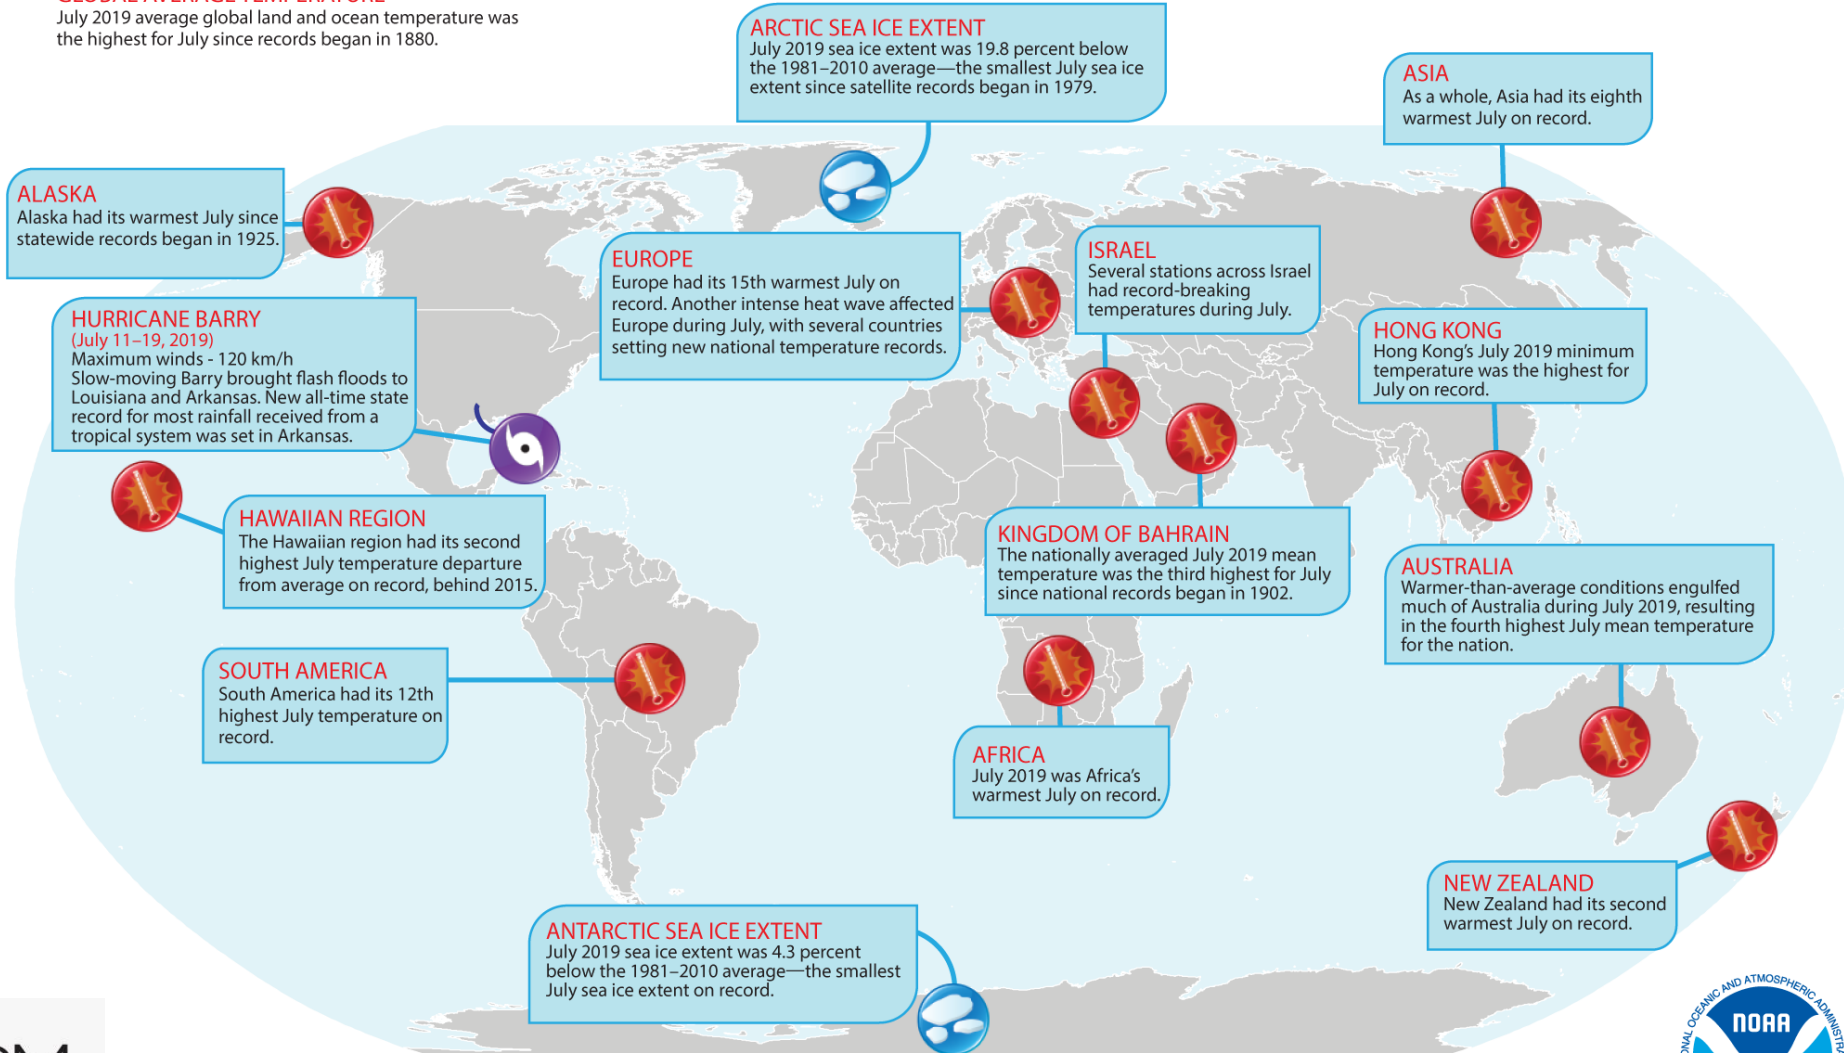 GLOBAL AVERAGE TEMPERATURE
July 2019 average global land and ocean temperature was
the highest for July since records began in 1880.
ARCTIC SEA ICE EXTENT
July 2019 sea ice extent was 19.8 percent below
the 1981–2010 average—the smallest July sea ice
extent since satellite records began in 1979.
ASIA
As a whole, Asia had its eighth
warmest July on record.
ALASKA
Alaska had its warmest July since
statewide records began in 1925.
EUROPE
Europe had its 15th warmest July on
record. Another intense heat wave affected
Europe during July, with several countries
setting new national temperature records.
ISRAEL
Several stations across Israel
had record-breaking
temperatures during July.
HURRICANE BARRY
(July 11–19, 2019)
Maximum winds - 120 km/h
Slow-moving Barry brought flash floods to
Louisiana and Arkansas. New all-time state
record for most rainfall received from a
tropical system was set in Arkansas.
HONG KONG
Hong Kong's July 2019 minimum
temperature was the highest for
July on record.
HAWAIIAN REGION
The Hawaiian region had its second
highest July temperature departure
from average on record, behind 2015.
KINGDOM OF BAHRAIN
The nationally averaged July 2019 mean
temperature was the third highest for July
since national records began in 1902.
AUSTRALIA
Warmer-than-average conditions engulfed
much of Australia during July 2019, resulting
in the fourth highest July mean temperature
for the nation.
SOUTH AMERICA
South America had its 12th
highest July temperature on
record.
AFRICA
July 2019 was Africa's
warmest July on record.
NEW ZEALAND
New Zealand had its second
warmest July on record.
ANTARCTIC SEA ICE EXTENT
July 2019 sea ice extent was 4.3 percent
below the 1981–2010 average—the smallest
July sea ice extent on record.
OCEANIC AND ATMOSPHERIC
NOAA